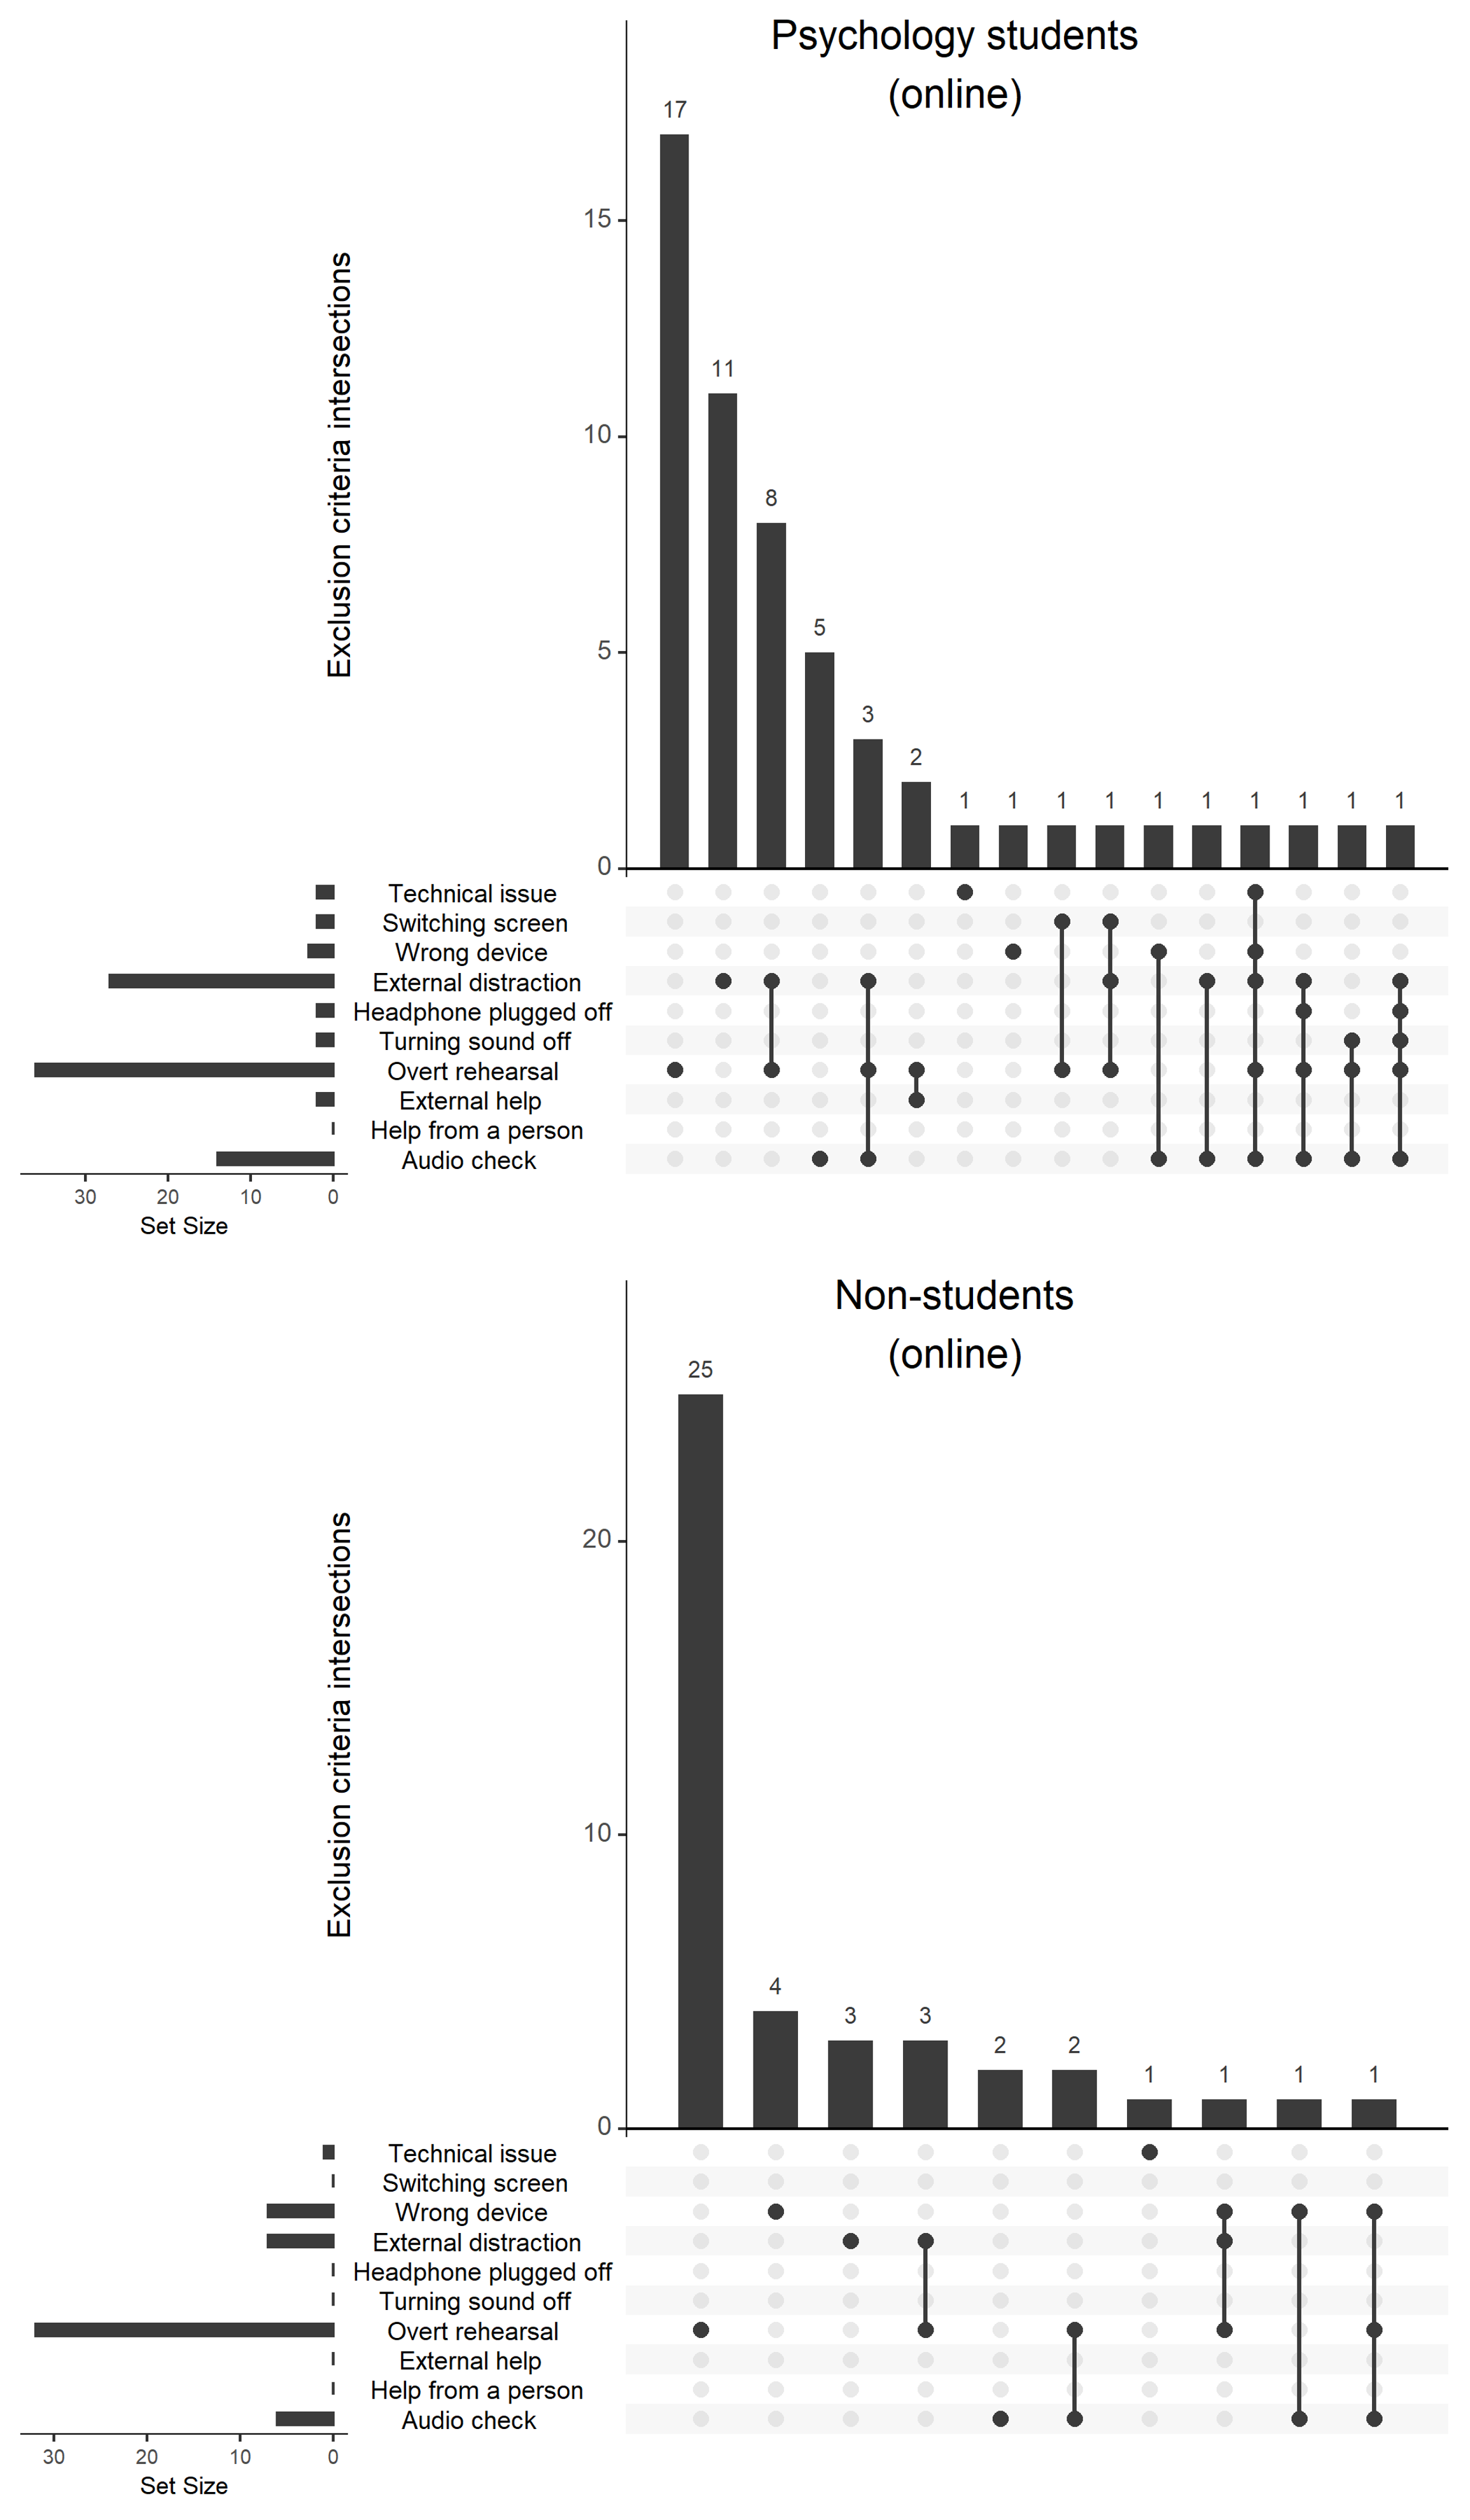 Psychology students
(online)
Exclusion criteria intersections
17
11
8
5
3
2
1
1
1
1
1
1
1
1
1
1
15
10
5
0
Technical issue
Switching screen
Wrong device
External distraction
Headphone plugged off
Turning sound off
Overt rehearsal
External help
Help from a person
Audio check
30 20 10 0
Set Size
Non-students
(online)
Exclusion criteria intersections
25
4
3
3
2
2
1
1
1
1
20
10
0
Technical issue
Switching screen
Wrong device
External distraction
Headphone plugged off
Turning sound off
Overt rehearsal
External help
Help from a person
Audio check
30 20 10 0
Set Size